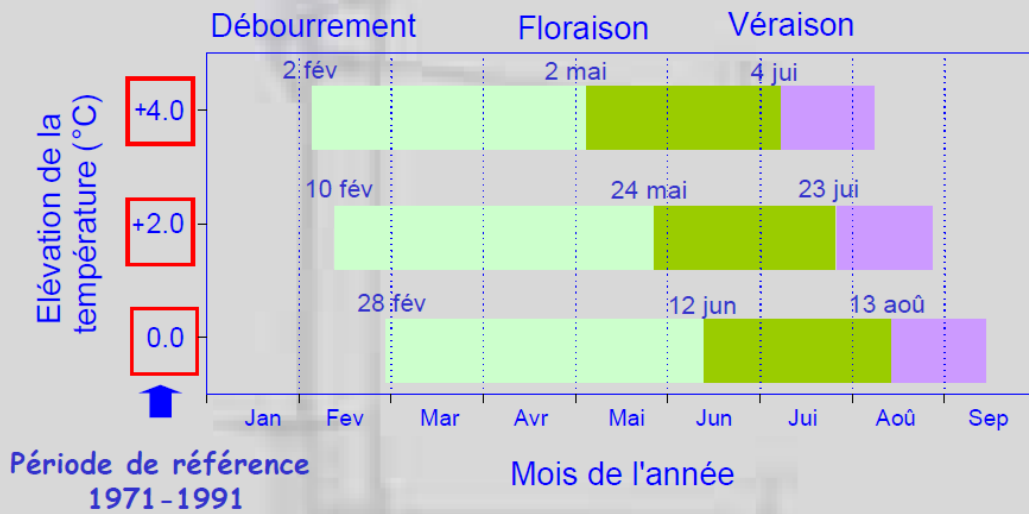 Débourrement Floraison Véraison
2 fév 2 mai 4 jui
+4.0
10 fév 24 mai 23 jui
+2.0
28 fév 12 jun 13 aoû
0.0
Elévation de la
température (°C)
Jan Fev Mar Avr Mai Jun Jui Aoû Sep
Mois de l'année
Période de référence
1971-1991